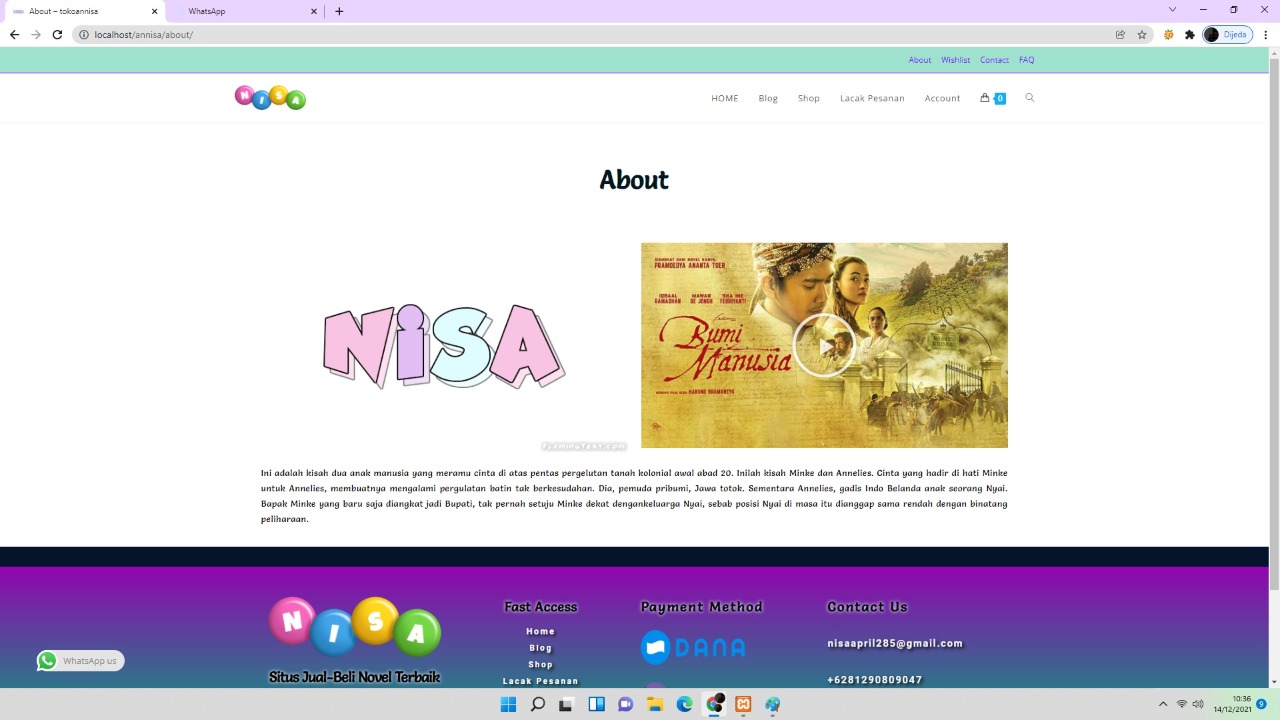 About – tokonnisa
WhatsApp
localhost/annisa/about/
Dijeda
About Wishlist Contact FAQ
NISA
HOME Blog Shop Lacak Pesanan Account 0
About
NiSA
DIANGKAT DARI NOVEL KARYA
PRAMOEDYA ANANTA TOER
IQBAAL RAMADHAN
MAWAR DE JONGH
SHA INE FEBRIYANTI
Bumi
Manusia
HANUNG BRAMANTYO
FlamingText.com
Ini adalah kisah dua anak manusia yang meramu cinta di atas pentas pergelutan tanah kolonial awal abad 20. Inilah kisah Minke dan Annelies. Cinta yang hadir di hati Minke
untuk Annelies, membuatnya mengalami pergulatan batin tak berkesudahan. Dia, pemuda pribumi, Jawa totok. Sementara Annelies, gadis Indo Belanda anak seorang Nyai.
Bapak Minke yang baru saja diangkat jadi Bupati, tak pernah setuju Minke dekat dengankeluarga Nyai, sebab posisi Nyai di masa itu dianggap sama rendah dengan binatang
peliharaan.
NISA
Situs Jual-Beli Novel Terbaik
Fast Access
Home
Blog
Shop
Lacak Pesanan
Payment Method
DANA
Contact Us
nisaapril285@gmail.com
+6281290809047
WhatsApp us
10:36
14/12/2021
9